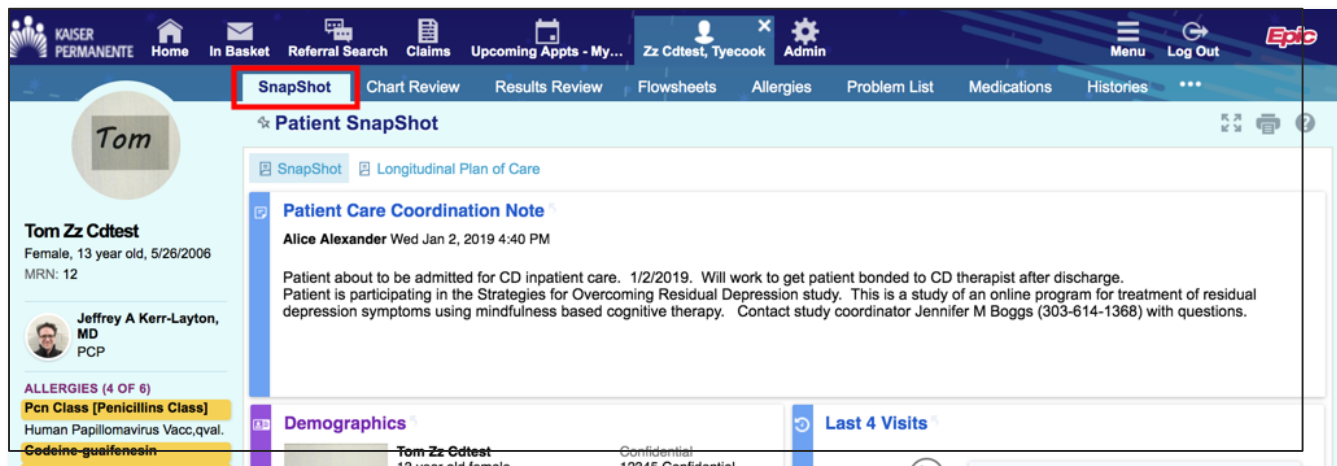 KAISER
PERMANENTE
Home
In Basket
Referral Search
Claims
Upcoming Appts - My...
Zz Cdtest, Tyecook
Admin
Menu
Log Out
Epic
SnapShot
Chart Review
Results Review
Flowsheets
Allergies
Problem List
Medications
Histories
Tom
Patient SnapShot
SnapShot
Longitudinal Plan of Care
Tom Zz Cdtest
Female, 13 year old, 5/26/2006
MRN: 12
Jeffrey A Kerr-Layton,
MD
PCP
ALLERGIES (4 OF 6)
Pcn Class [Penicillins Class]
Human Papillomavirus Vacc,qval.
Codeine-guaifenesin
Patient Care Coordination Note
Alice Alexander Wed Jan 2, 2019 4:40 PM
Patient about to be admitted for CD inpatient care. 1/2/2019. Will work to get patient bonded to CD therapist after discharge.
Patient is participating in the Strategies for Overcoming Residual Depression study. This is a study of an online program for treatment of residual
depression symptoms using mindfulness based cognitive therapy. Contact study coordinator Jennifer M Boggs (303-614-1368) with questions.
Demographics
Tom Zz Cdtest
13 year old female
Confidential
12345 Confidential
Last 4 Visits